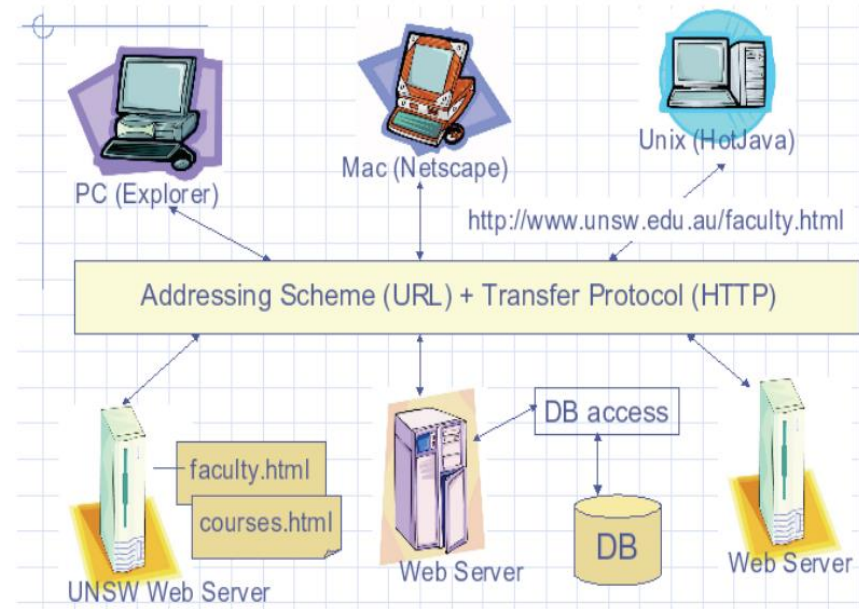 PC (Explorer)
Mac (Netscape)
Unix (HotJava)
http://www.unsw.edu.au/faculty.html
Addressing Scheme (URL) + Transfer Protocol (HTTP)
faculty.html
courses.html
UNSW Web Server
Web Server
DB access
DB
Web Server